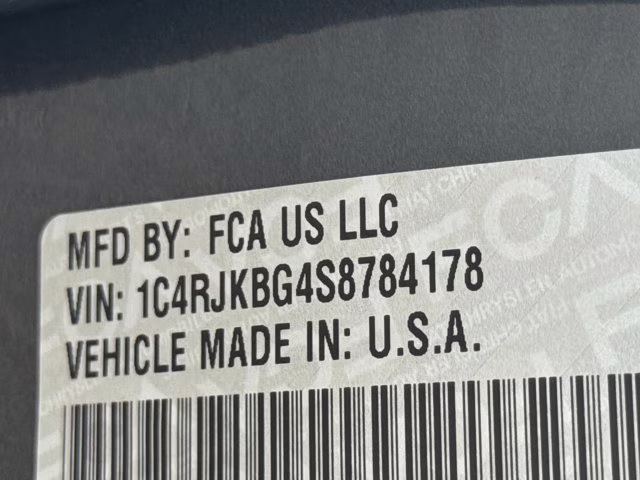 MFD BY: FCA US LLC
VIN: 1C4RJKBG4S8784178
VEHICLE MADE IN: U.S.A.